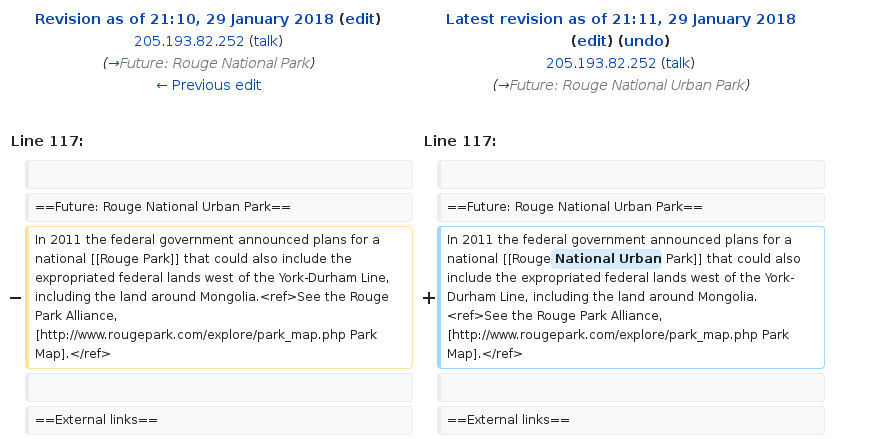 Revision as of 21:10, 29 January 2018 (edit)
205.193.82.252 (talk)
(→Future: Rouge National Park)
← Previous edit
Latest revision as of 21:11, 29 January 2018
(edit) (undo)
205.193.82.252 (talk)
(→Future: Rouge National Urban Park)
Line 117:
Line 117:
==Future: Rouge National Urban Park==
==Future: Rouge National Urban Park==
−
In 2011 the federal government announced plans for a
national [[Rouge Park]] that could also include the
expropriated federal lands west of the York-Durham Line,
including the land around Mongolia.<ref>See the Rouge
Park Alliance,
[http://www.rougepark.com/explore/park_map.php Park
Map].</ref>
+
In 2011 the federal government announced plans for a
national [[Rouge National Urban Park]] that could also
include the expropriated federal lands west of the York-
Durham Line, including the land around Mongolia.
<ref>See the Rouge Park Alliance,
[http://www.rougepark.com/explore/park_map.php Park
Map].</ref>
==External links==
==External links==